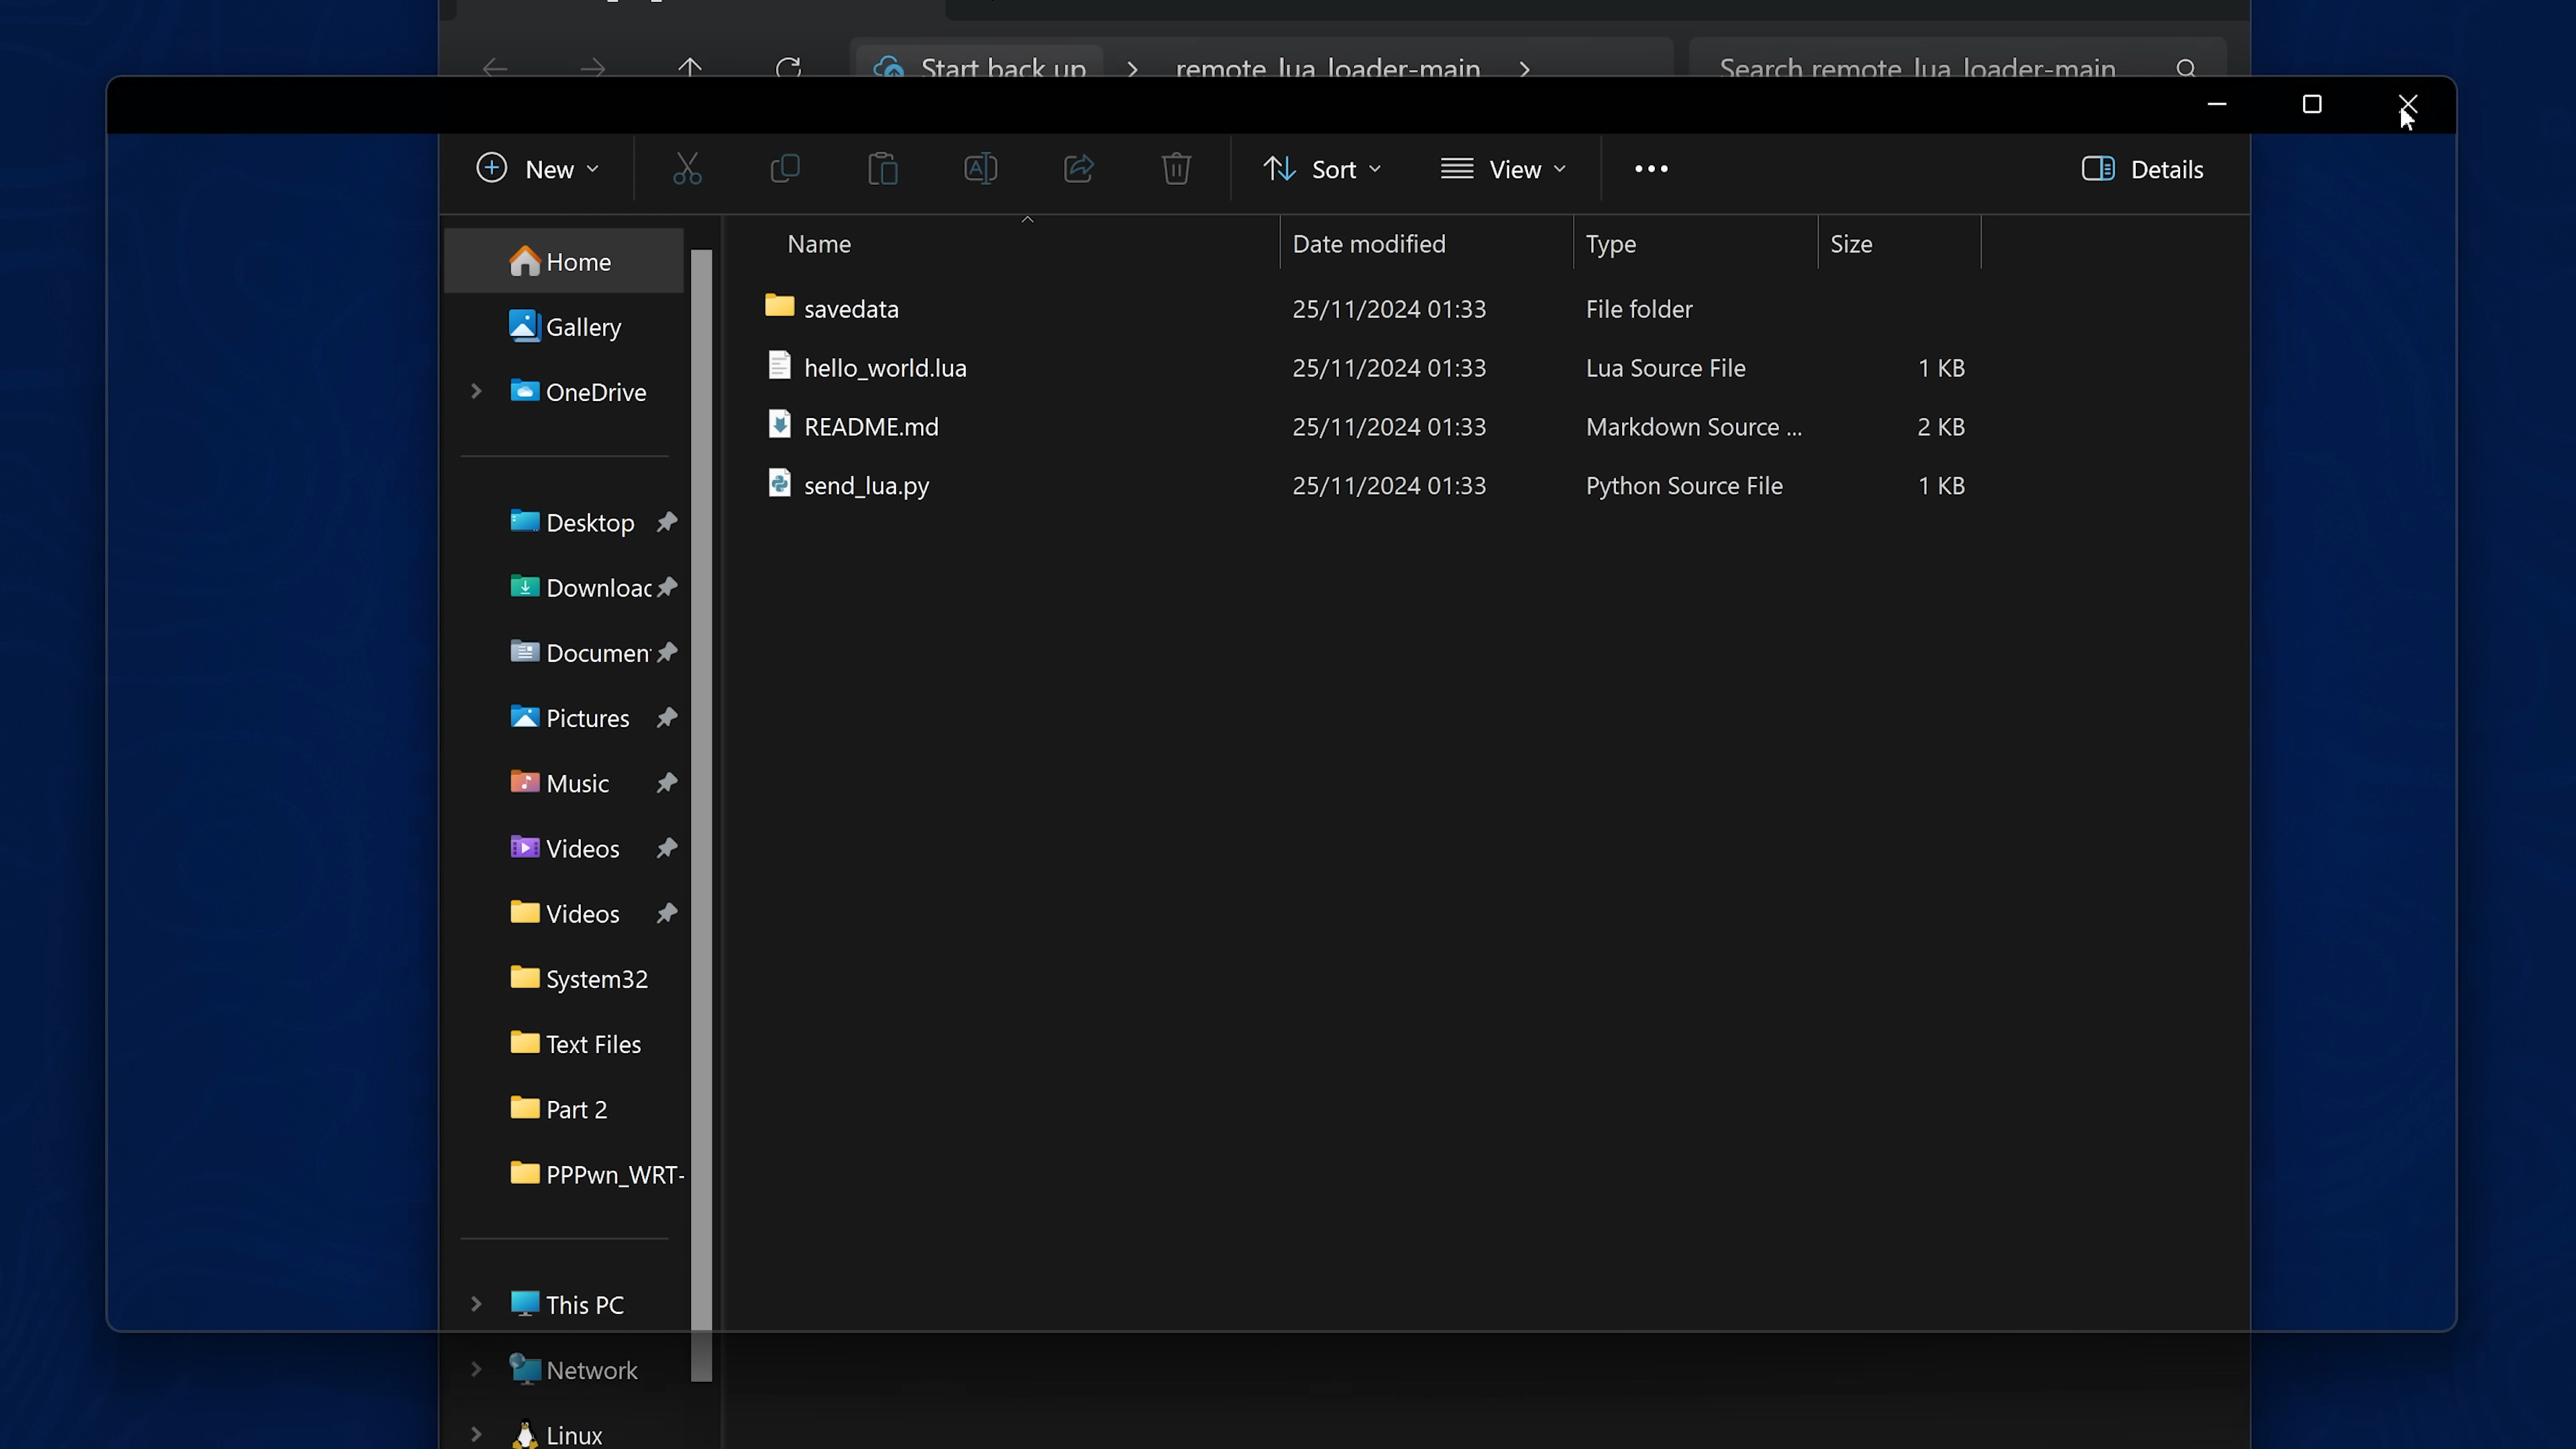 Start back up
remote_lua_loader-main
Search remote_lua_loader-main
New
Sort
View
Details
Name
Date modified
Type
Size
Home
savedata
25/11/2024 01:33
File folder
Gallery
hello_world.lua
25/11/2024 01:33
Lua Source File
1 KB
OneDrive
README.md
25/11/2024 01:33
Markdown Source ...
2 KB
send_lua.py
25/11/2024 01:33
Python Source File
1 KB
Desktop
Downloac
Documen
Pictures
Music
Videos
Videos
System32
Text Files
Part 2
PPPwn_WRT-
This PC
Network
Linux